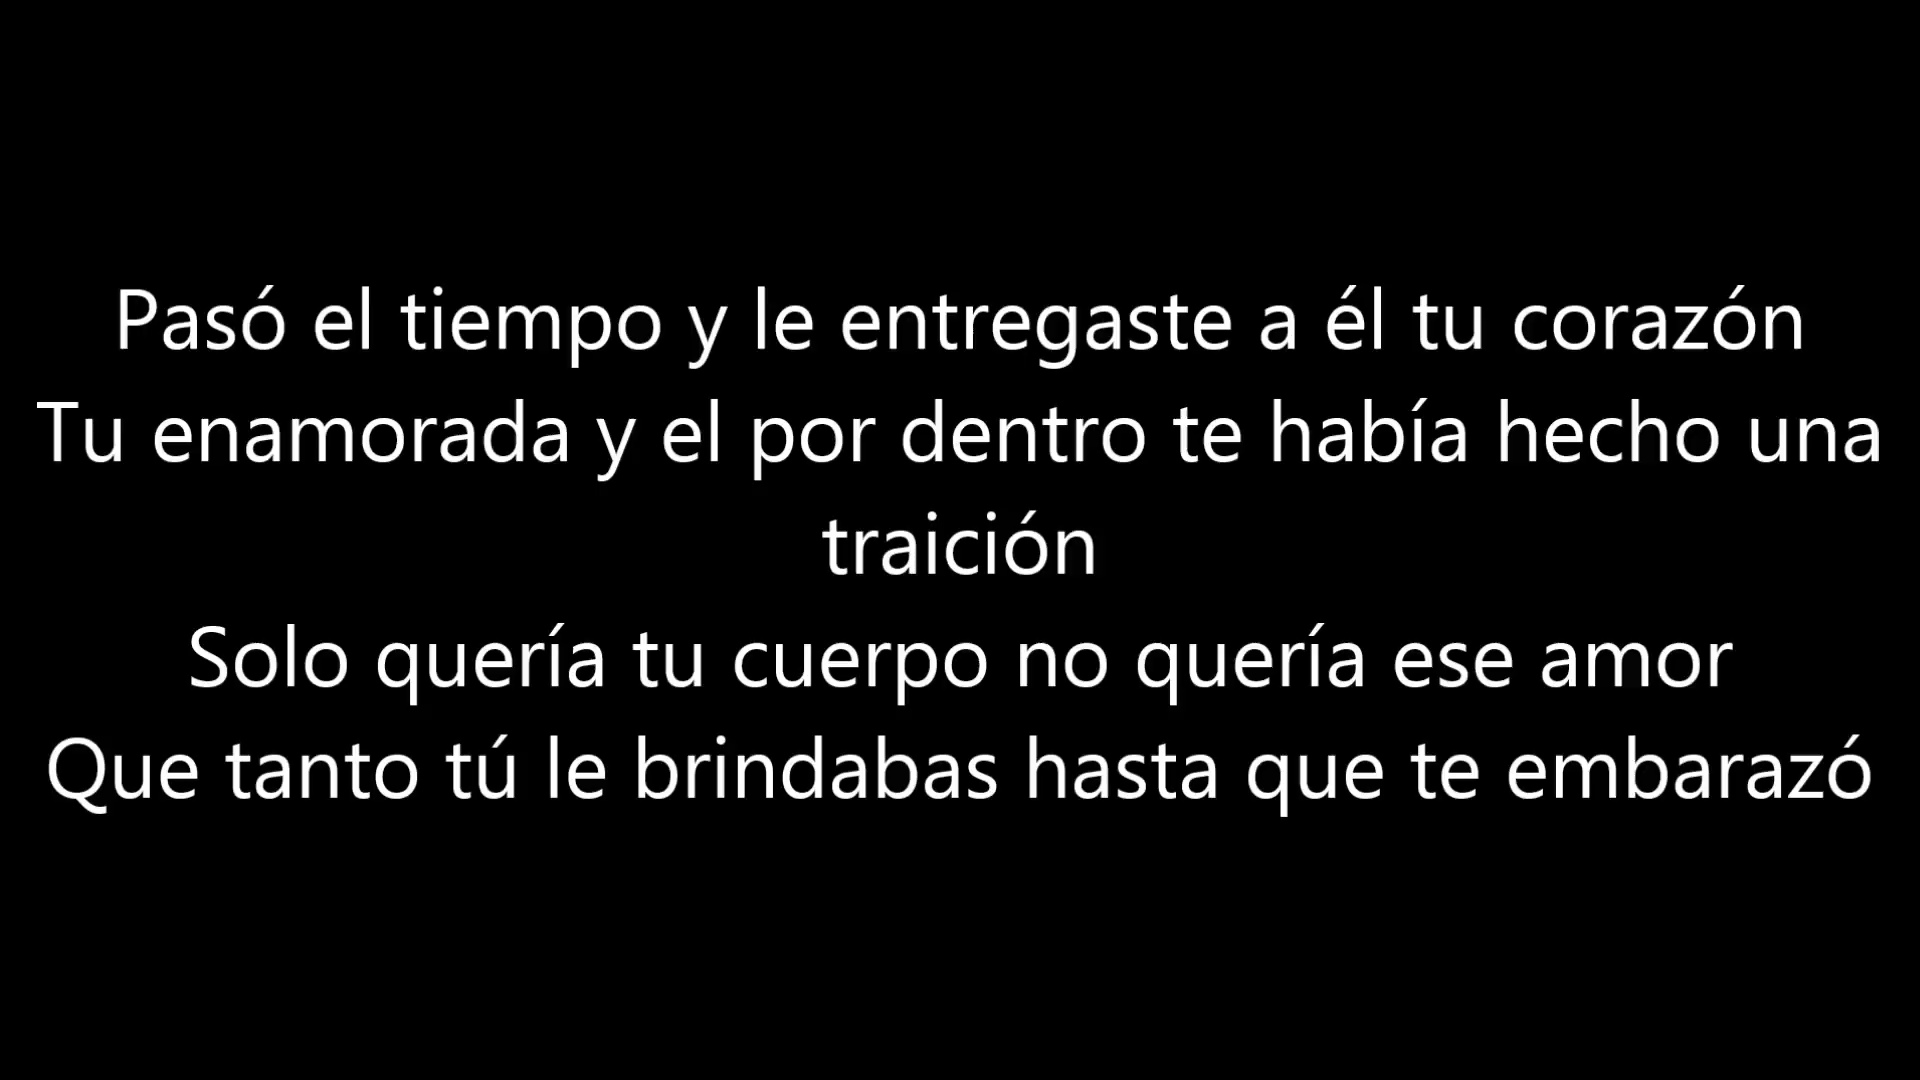 Pasó el tiempo y le entregaste a él tu corazón
Tu enamorada y el por dentro te había hecho una
traición
Solo quería tu cuerpo no quería ese amor
Que tanto tú le brindabas hasta que te embarazó